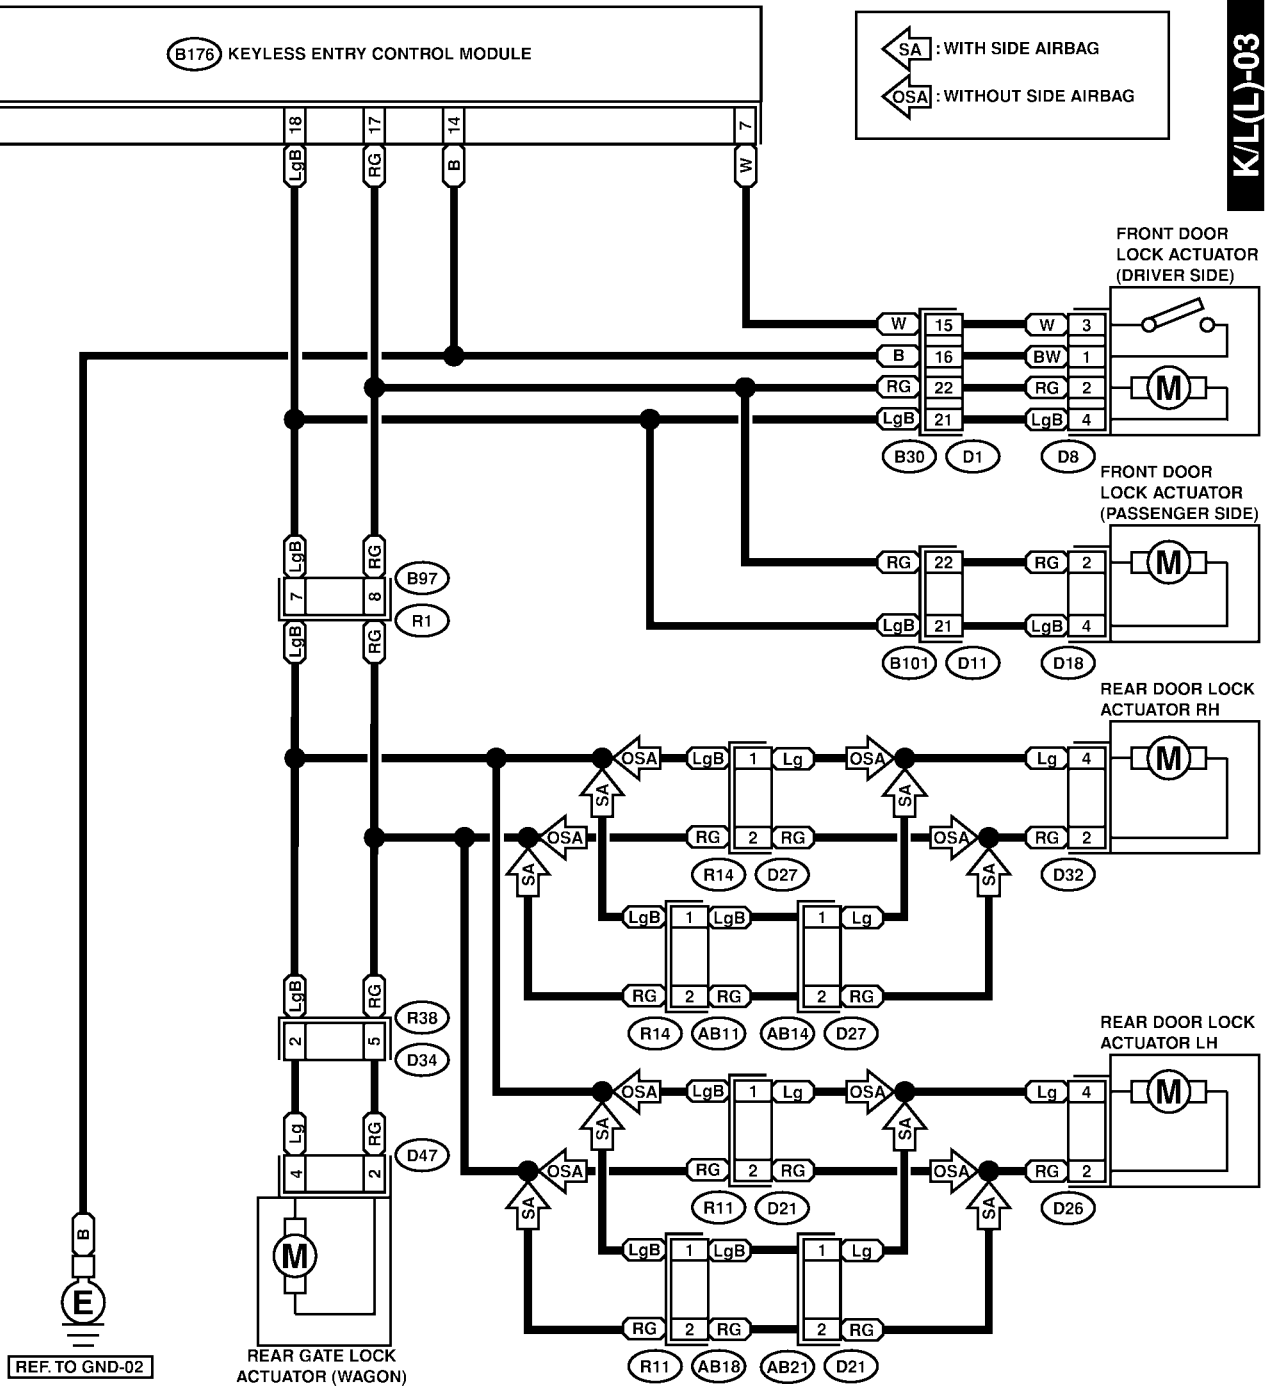 B176 KEYLESS ENTRY CONTROL MODULE
SA : WITH SIDE AIRBAG
OSA : WITHOUT SIDE AIRBAG
K/L(L)-03
18 17 14 7
LgB RG B W
FRONT DOOR
LOCK ACTUATOR
(DRIVER SIDE)
W 15 W 3
B 16 BW 1
RG 22 RG 2 M
LgB 21 LgB 4
B30 D1 D8
FRONT DOOR
LOCK ACTUATOR
(PASSENGER SIDE)
LgB RG
RG 22 RG 2 M
B97
7 8
R1
LgB 21 LgB 4
LgB RG
B101 D11 D18
REAR DOOR LOCK
ACTUATOR RH
OSA LgB 1 Lg OSA Lg 4 M
SA SA
OSA RG 2 RG OSA RG 2
SA SA
R14 D27 D32
LgB 1 LgB 1 Lg
RG 2 RG 2 RG
LgB RG
R38
R14 AB11 AB14 D27
2 5
D34
REAR DOOR LOCK
ACTUATOR LH
OSA LgB 1 Lg OSA Lg 4 M
SA SA
Lg RG
D47
4 2
OSA RG 2 RG OSA RG 2
SA SA
R11 D21 D26
B
M
LgB 1 LgB 1 Lg
E
RG 2 RG 2 RG
REF. TO GND-02
REAR GATE LOCK
ACTUATOR (WAGON)
R11 AB18 AB21 D21